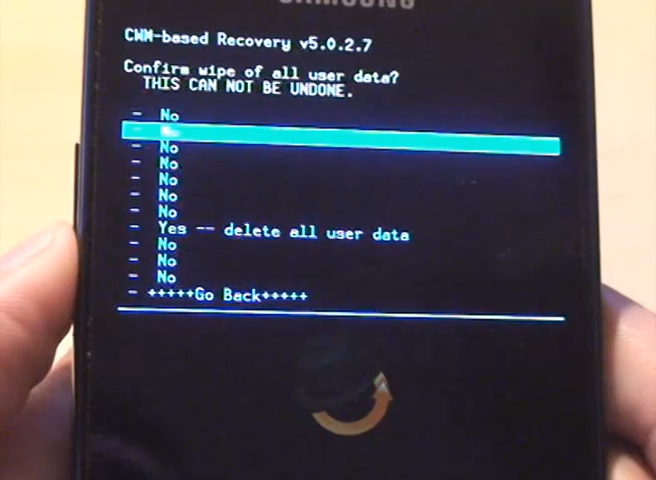 SAMSUNG
CWM-based Recovery v5.0.2.7
Confirm wipe of all user data?
THIS CAN NOT BE UNDONE.
- No
- No
- No
- No
- No
- No
- No
- Yes -- delete all user data
- No
- No
- No
- +++++Go Back+++++